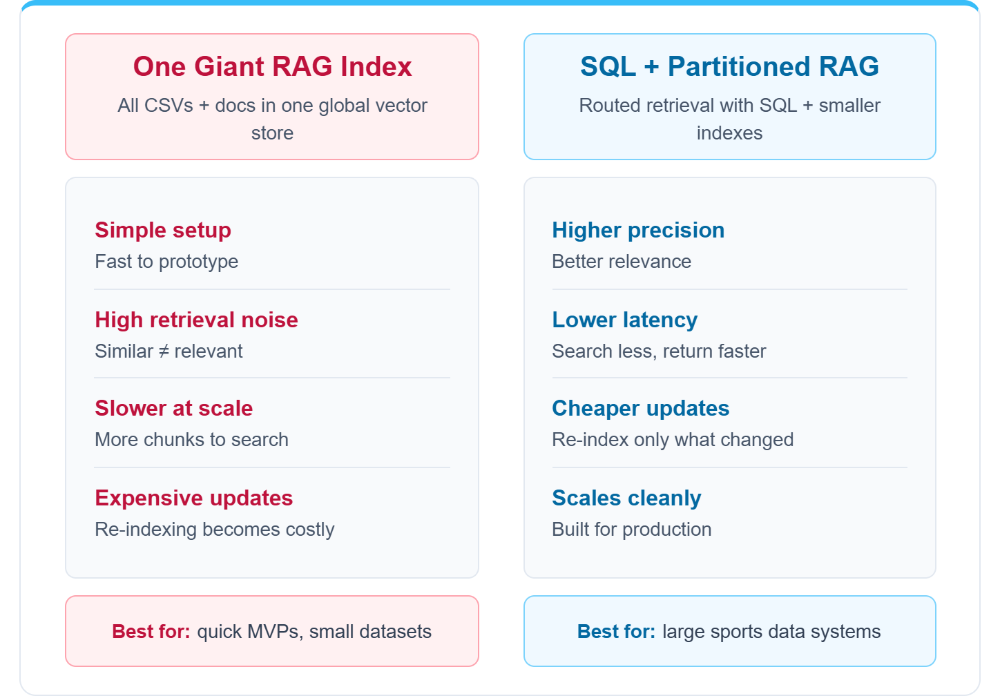 One Giant RAG Index
All CSVs + docs in one global vector
store
Simple setup
Fast to prototype
High retrieval noise
Similar ≠ relevant
Slower at scale
More chunks to search
Expensive updates
Re-indexing becomes costly
Best for: quick MVPs, small datasets
SQL + Partitioned RAG
Routed retrieval with SQL + smaller
indexes
Higher precision
Better relevance
Lower latency
Search less, return faster
Cheaper updates
Re-index only what changed
Scales cleanly
Built for production
Best for: large sports data systems